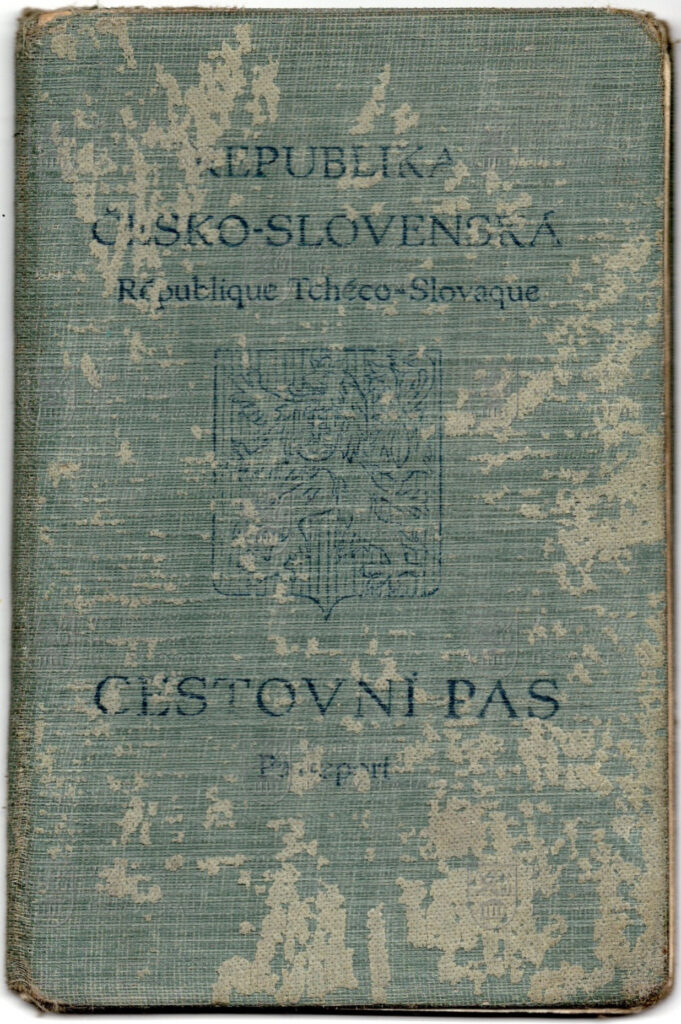 REPUBLIKA
ČESKO-SLOVENSKÁ
République Tchéco-Slovaque
CESTOVNÍ PAS
Passeport